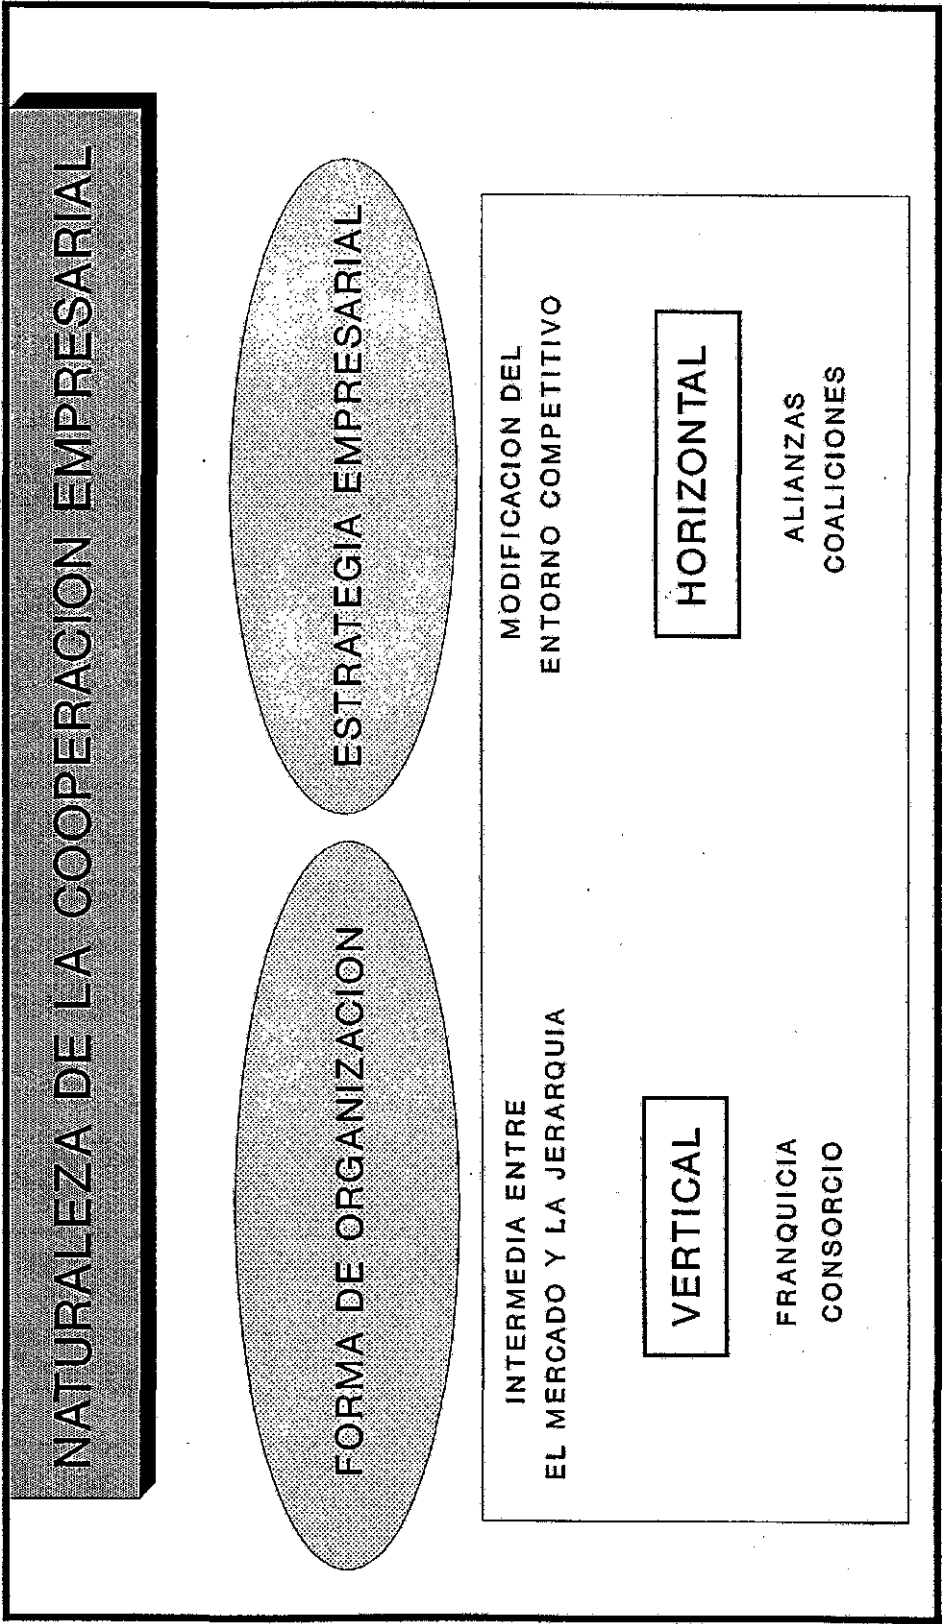 NATURALEZA DE LA COOPERACION EMPRESARIAL
FORMA DE ORGANIZACION
ESTRATEGIA EMPRESARIAL
INTERMEDIA ENTRE
EL MERCADO Y LA JERARQUIA
VERTICAL
FRANQUICIA
CONSORCIO
MODIFICACION DEL
ENTORNO COMPETITIVO
HORIZONTAL
ALIANZAS
COALICIONES